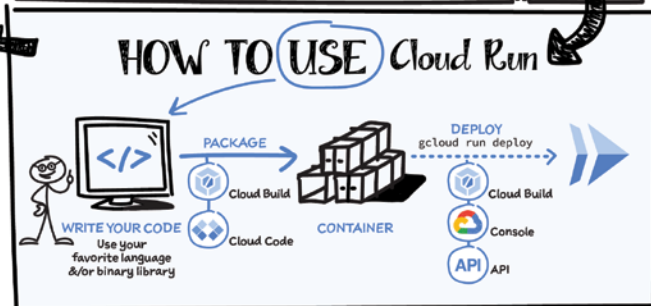 HOW TO USE Cloud Run
</>
PACKAGE
Cloud Build
Cloud Code
WRITE YOUR CODE
Use your
favorite language
&/or binary library
CONTAINER
DEPLOY
gcloud run deploy
Cloud Build
Console
API API